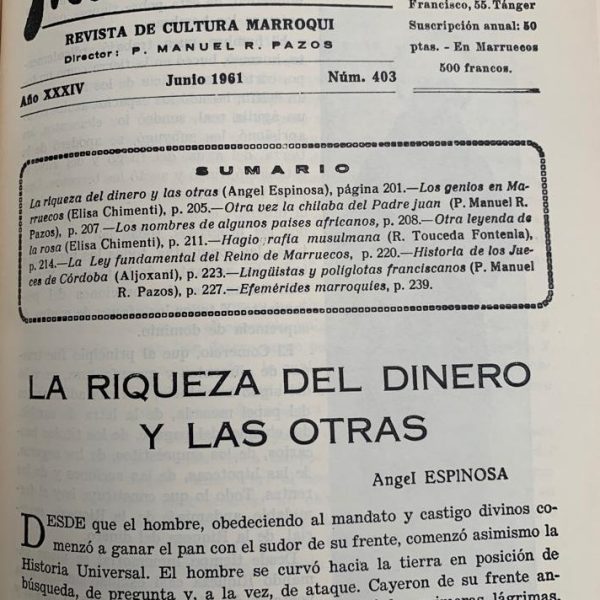 REVISTA DE CULTURA MARROQUI
Director: P. MANUEL R. PAZOS
Francisco, 55. Tánger
Suscripción anual: 50
ptas. - En Marruecos
500 francos.
Año XXXIV Junio 1961 Núm. 403
SUMARIO
La riqueza del dinero y las otras (Angel Espinosa), página 201.—Los genios en Ma-
rruecos (Elisa Chimenti), p. 205.—Otra vez la chilaba del Padre juan (P. Manuel R.
Pazos), p. 207—Los nombres de algunos países africanos, p. 208.—Otra leyenda de
la rosa (Elisa Chimenti), p. 211.—Hagio rafia musulmana (R. Touceda Fontenla),
p. 214.—La Ley fundamental del Reino de Marruecos, p. 220.—Historia de los Jue-
ces de Córdoba (Aljoxaní), p. 223.—Lingüistas y políglotas franciscanos (P. Manuel
R. Pazos), p. 227.—Efemérides marroquíes, p. 239.
LA RIQUEZA DEL DINERO
Y LAS OTRAS
Angel ESPINOSA
DESDE que el hombre, obedeciendo al mandato y castigo divinos co-
menzó a ganar el pan con el sudor de su frente, comenzó asimismo la
Historia Universal. El hombre se curvó hacia la tierra en posición de
búsqueda, de pregunta y, a la vez, de ataque. Cayeron de su frente an-
lágrimas,